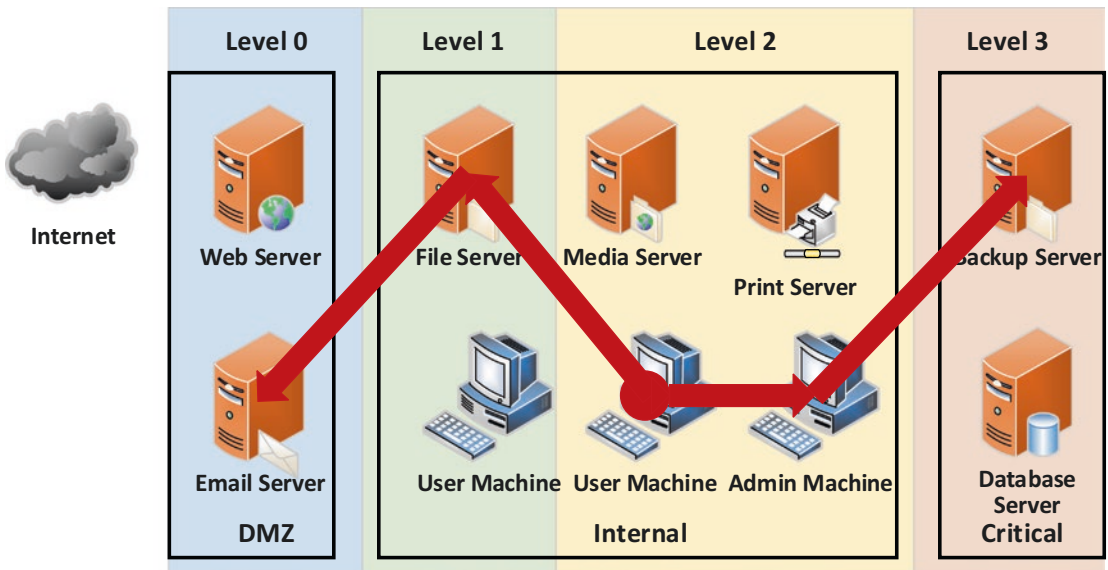 Level 0
Level 1
Level 2
Level 3
Internet
Web Server
File Server
Media Server
Print Server
Backup Server
Email Server
User Machine
User Machine
Admin Machine
Database
Server
DMZ
Internal
Critical